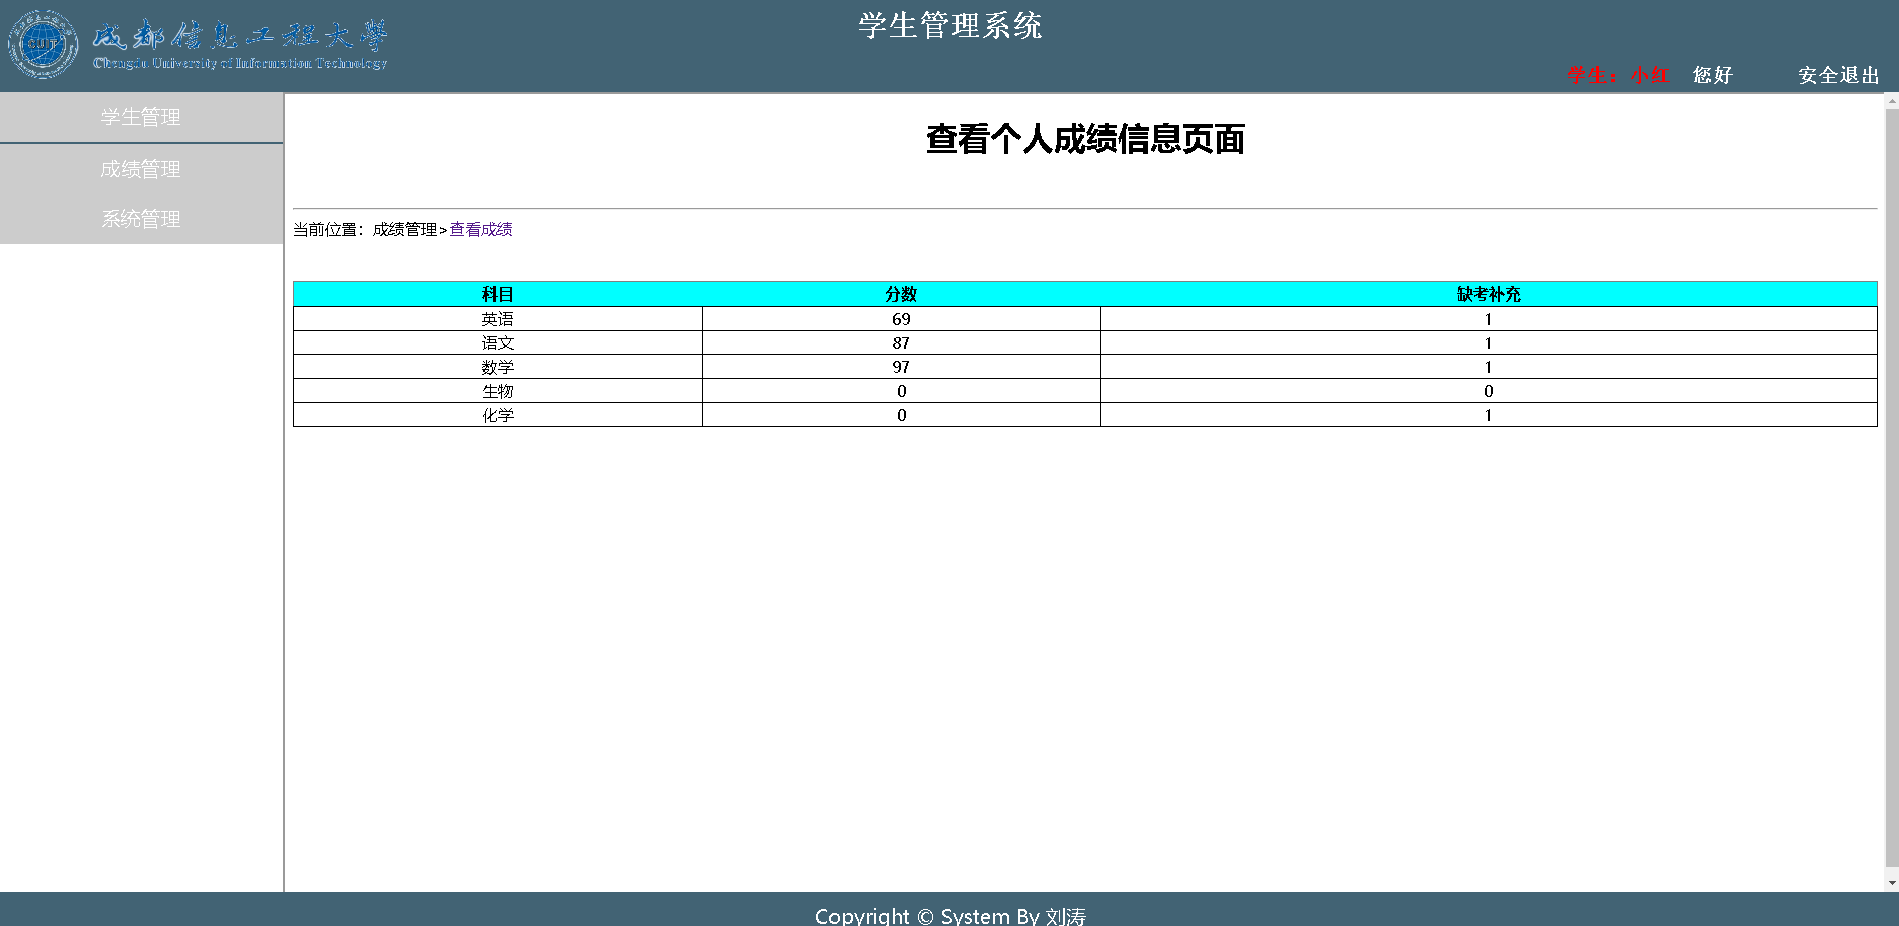 成都信息工程大學
Chengdu University of Information Technology
学生管理系统
学生：小红 您好 安全退出
学生管理
成绩管理
系统管理
查看个人成绩信息页面
当前位置：成绩管理>查看成绩
科目 分数 缺考补充
英语 69 1
语文 87 1
数学 97 1
生物 0 0
化学 0 1
Copyright © System By 刘涛